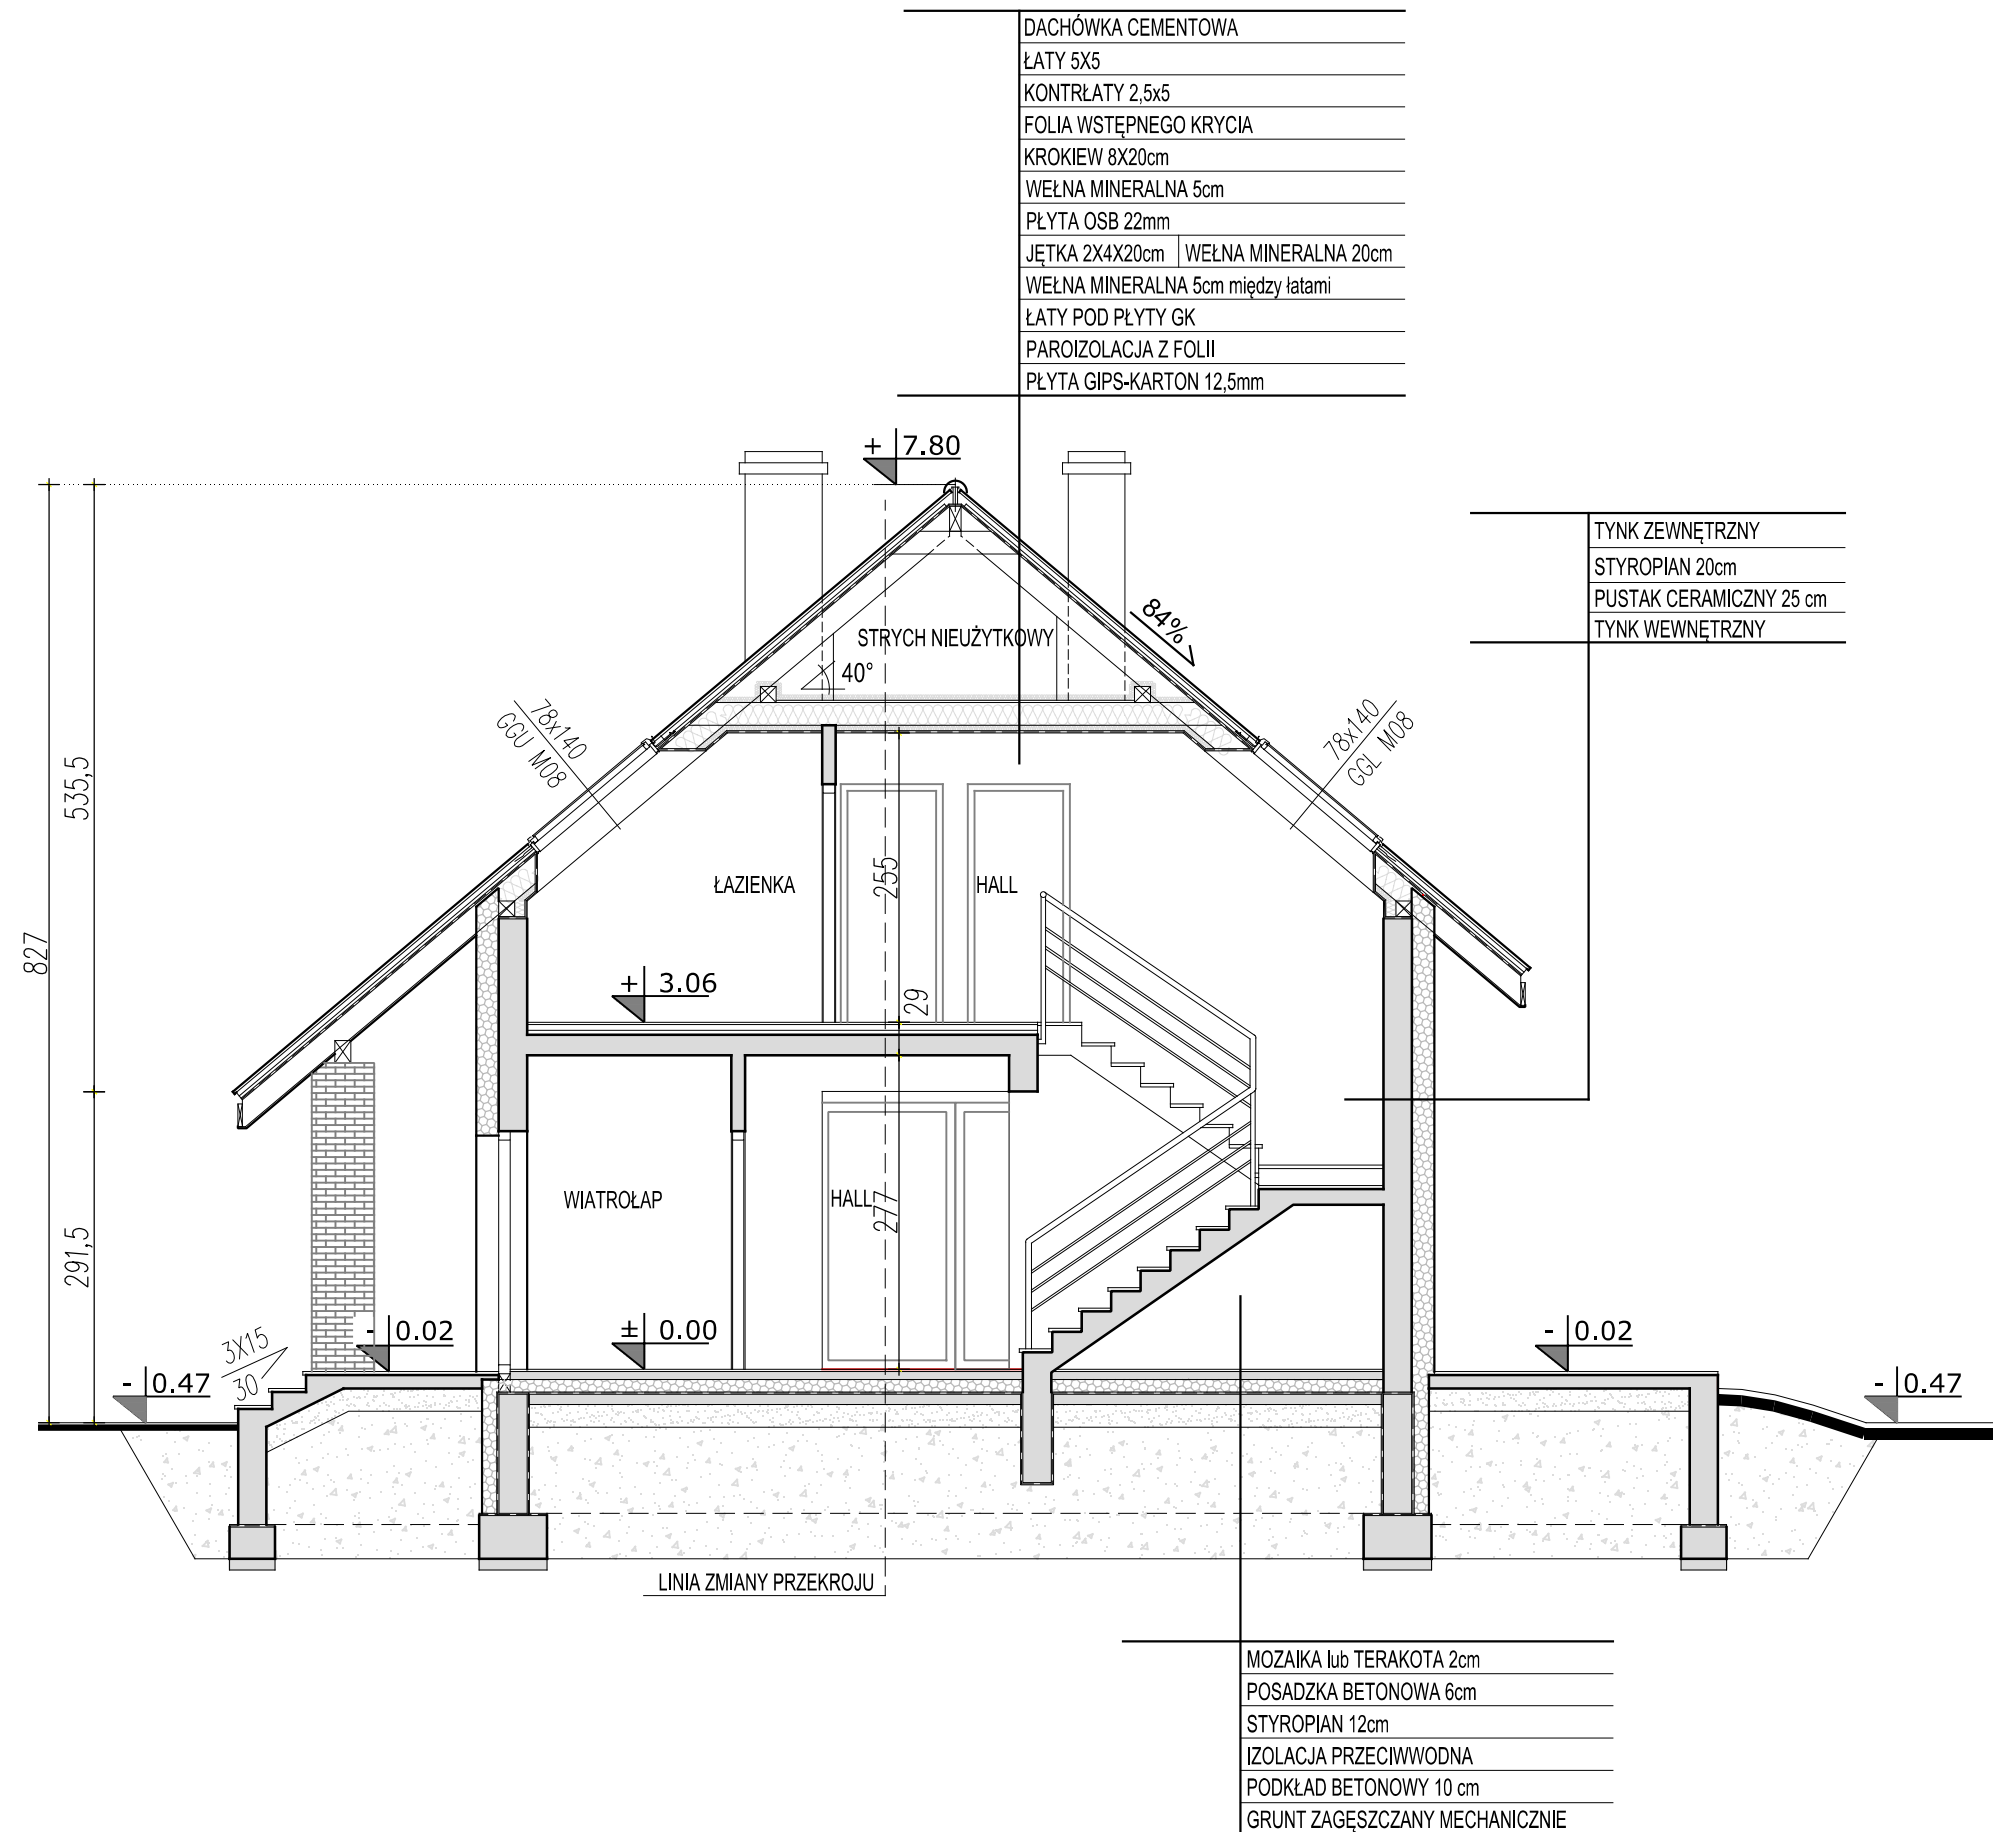 DACHÓWKA CEMENTOWA
ŁATY 5X5
KONTRŁATY 2,5x5
FOLIA WSTĘPNEGO KRYCIA
KROKIEW 8X20cm
WEŁNA MINERALNA 5cm
PŁYTA OSB 22mm
JĘTKA 2X4X20cm WEŁNA MINERALNA 20cm
WEŁNA MINERALNA 5cm między łatami
ŁATY POD PŁYTY GK
PAROIZOLACJA Z FOLII
PŁYTA GIPS-KARTON 12,5mm
+ 7.80
TYNK ZEWNĘTRZNY
STYROPIAN 20cm
PUSTAK CERAMICZNY 25 cm
TYNK WEWNĘTRZNY
84%
STRYCH NIEUŻYTKOWY
40°
78x140
GGU M08
78x140
GGL M08
535,5
827
291,5
ŁAZIENKA
255
HALL
+ 3.06
29
WIATROŁAP
HALL
277
3X15
30
- 0.02
± 0.00
- 0.02
- 0.47
- 0.47
LINIA ZMIANY PRZEKROJU
MOZAIKA lub TERAKOTA 2cm
POSADZKA BETONOWA 6cm
STYROPIAN 12cm
IZOLACJA PRZECIWWODNA
PODKŁAD BETONOWY 10 cm
GRUNT ZAGĘSZCZANY MECHANICZNIE